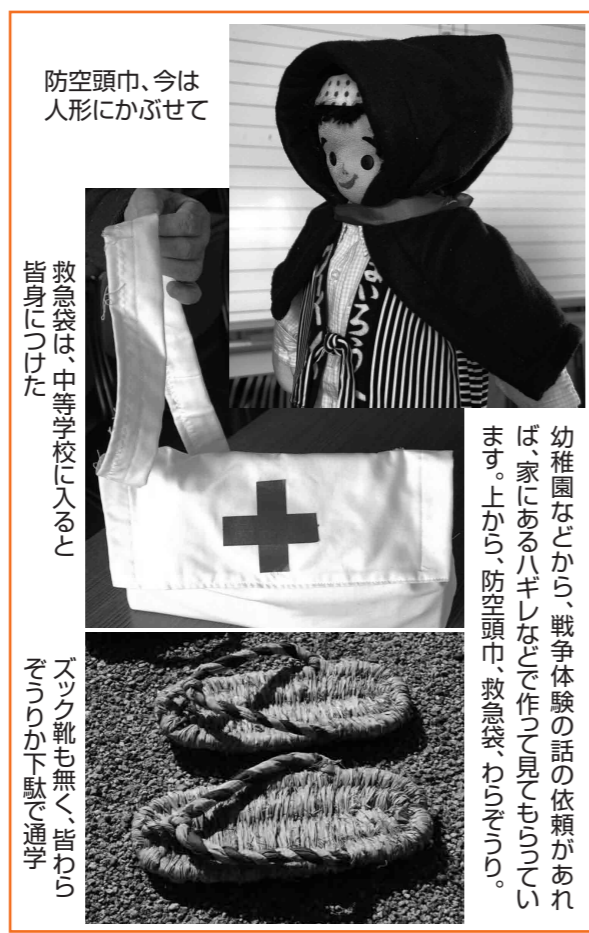 防空頭巾、今は
人形にかぶせて
救急袋は、中等学校に入ると
皆身につけた
幼稚園などから、戦争体験の話の依頼があれ
ば、家にあるハギレなどで作って見てもらってい
ます。上から、防空頭巾、救急袋、わらぞうり。
ズック靴も無く、皆わら
ぞうりか下駄で通学